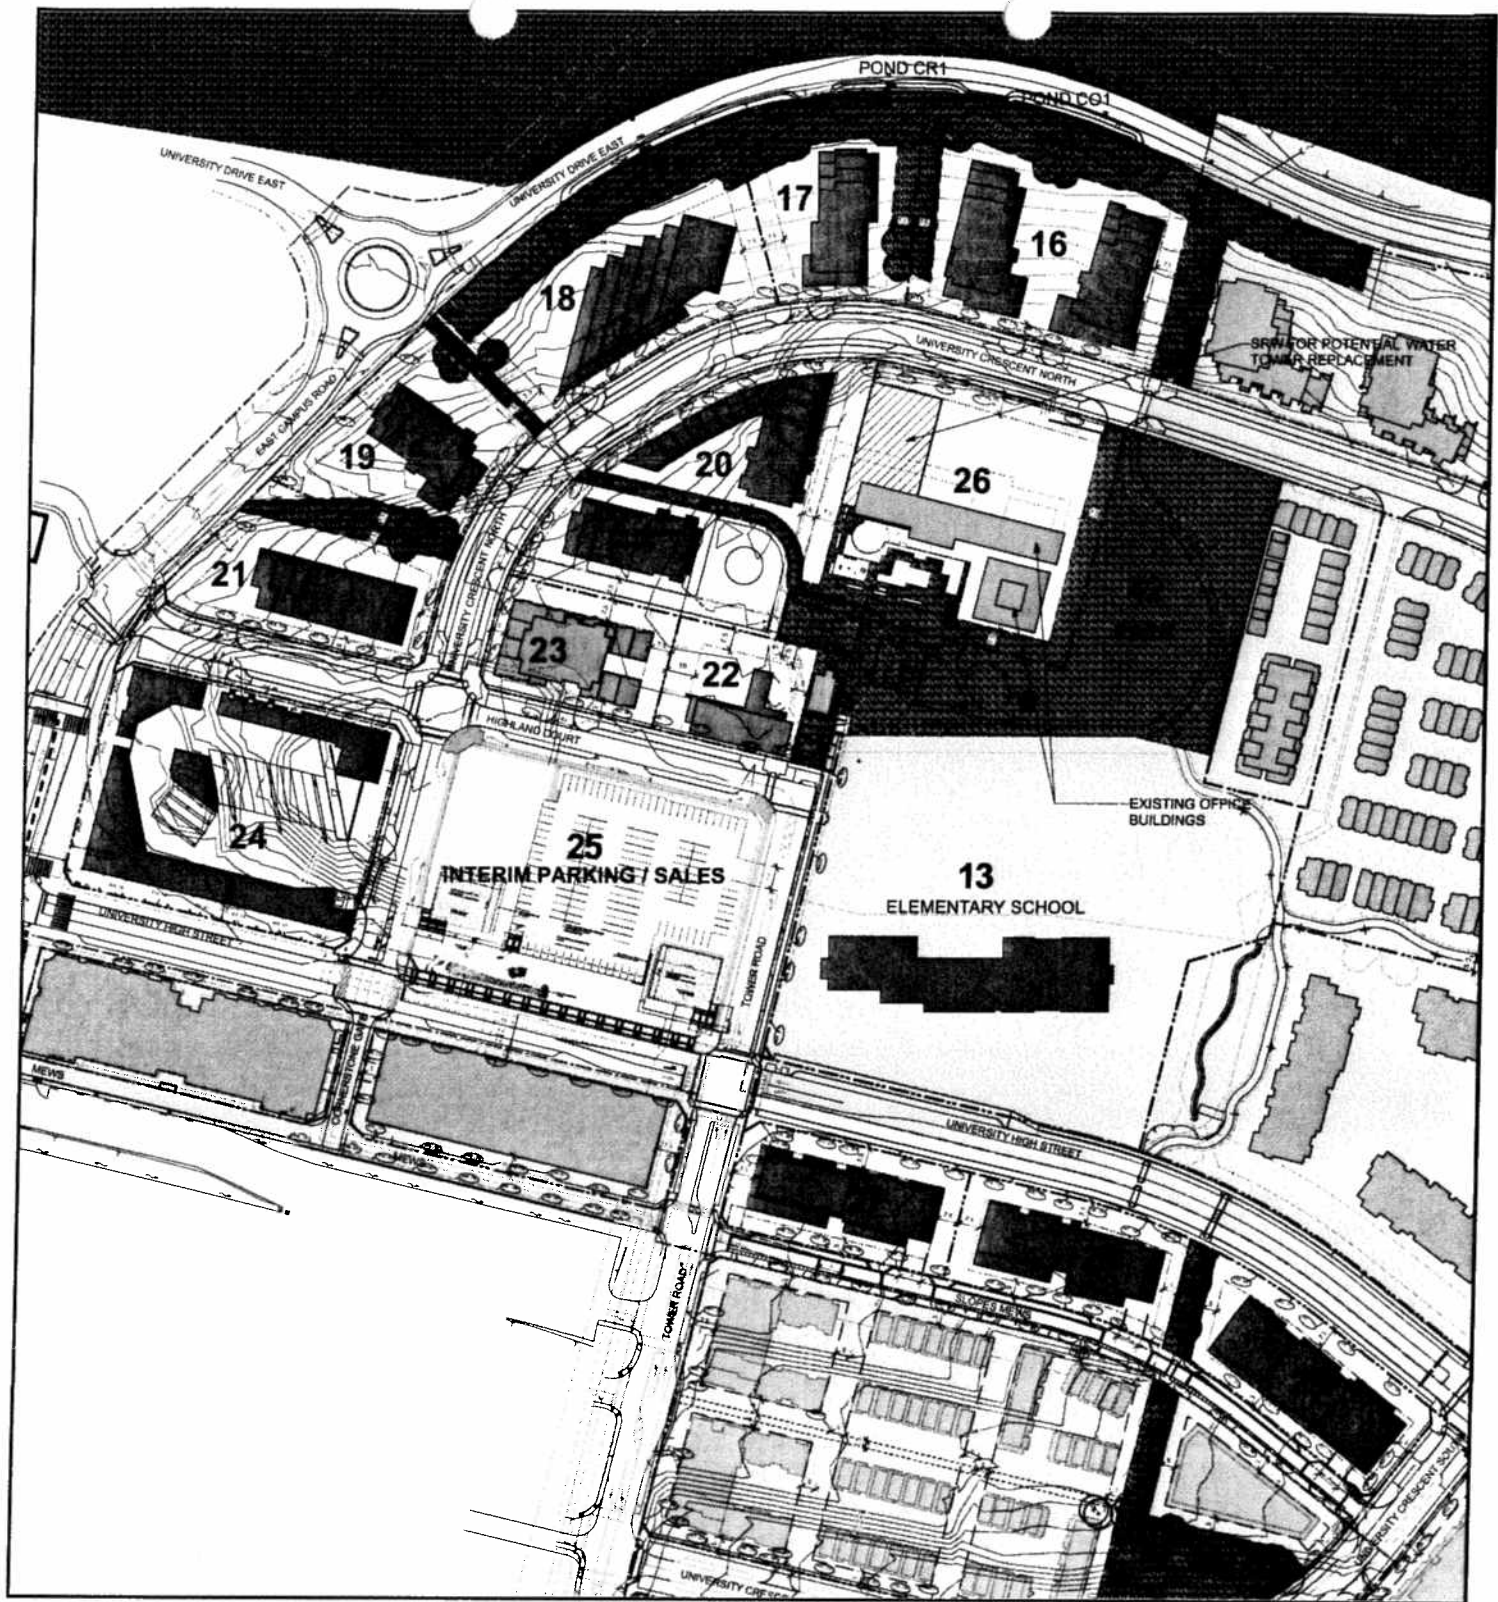 POND CR1
POND CO1
UNIVERSITY DRIVE EAST
UNIVERSITY DRIVE EAST
17
16
18
UNIVERSITY CRESCENT NORTH
SRW FOR POTENTIAL WATER
TOWER REPLACEMENT
EAST CAMPUS ROAD
19
20
26
UNIVERSITY CRESCENT NORTH
21
23
22
HIGHLAND COURT
EXISTING OFFICE
BUILDINGS
24
25
INTERIM PARKING / SALES
13
ELEMENTARY SCHOOL
UNIVERSITY HIGH STREET
TOWER ROAD
CORNERSTONE GATE
MEWS
MEWS
UNIVERSITY HIGH STREET
SLOPES MEWS
TOWER ROAD
UNIVERSITY CRESCENT SOU
UNIVERSITY CRESC